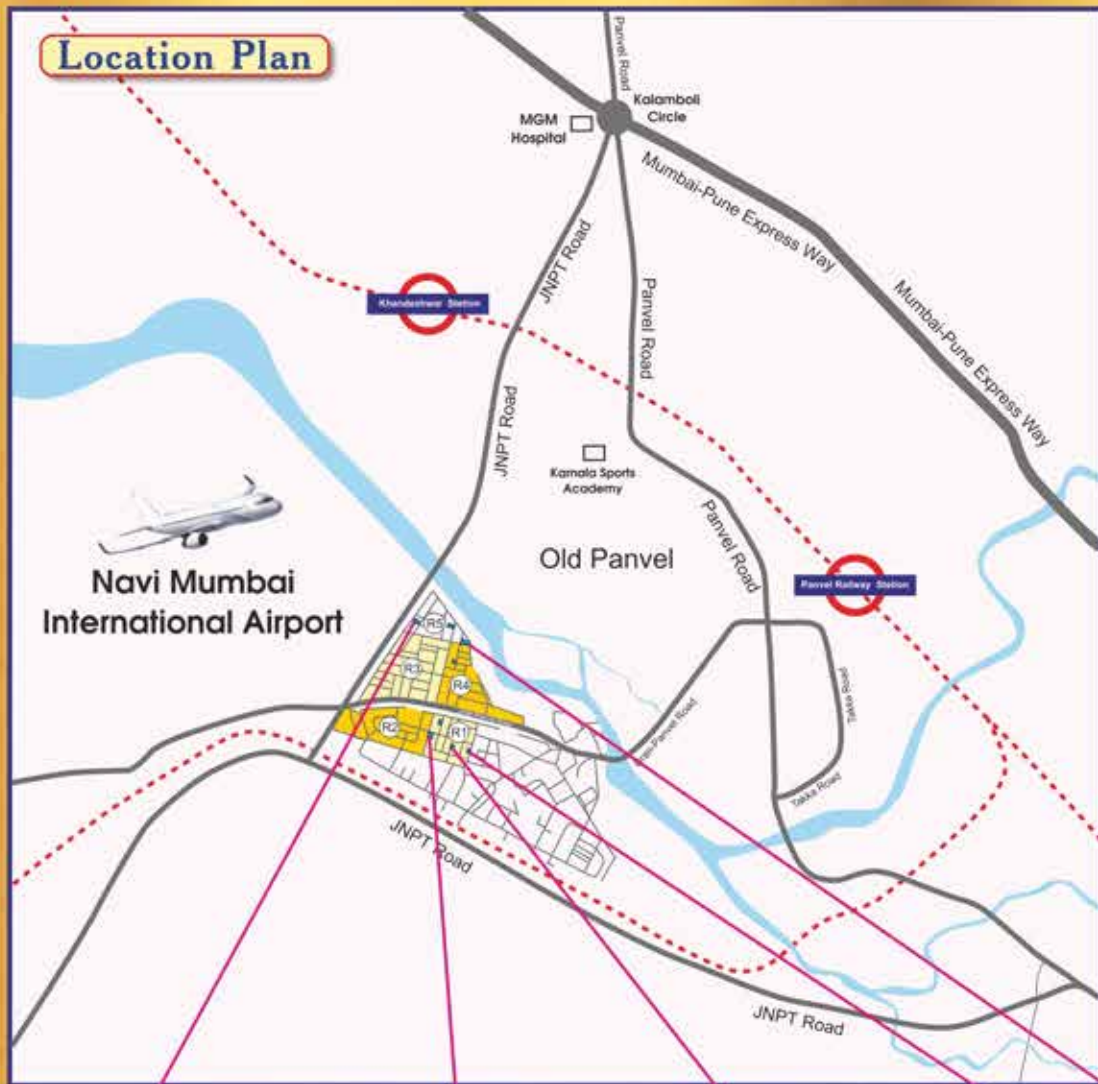 Location Plan
Panvel Road
Kalamboli
Circle
MGM
Hospital
Mumbai-Pune Express Way
JNPT Road
Khandeshwar Station
Panvel Road
Mumbai-Pune Express Way
JNPT Road
Karnala Sports
Academy
Panvel Road
Old Panvel
Navi Mumbai
International Airport
Panvel Railway Station
R5
R3
R4
R2
R1
Takka Road
Takka Road
JNPT Road
JNPT Road